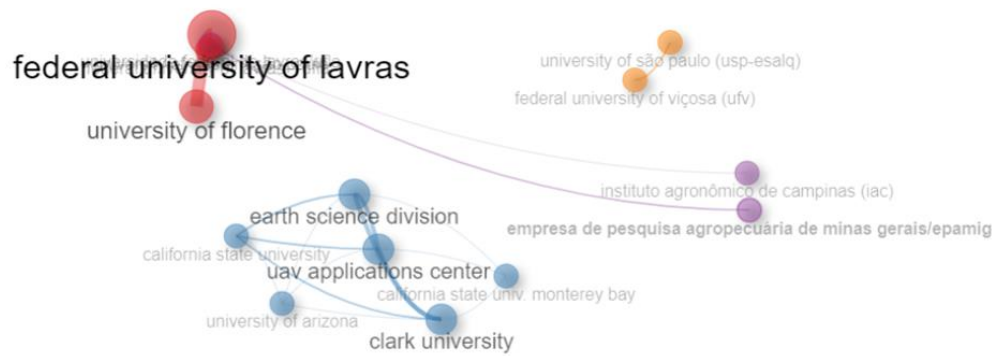 university of são paulo (usp-esalq)
federal university of lavras
federal university of viçosa (ufv)
university of florence
instituto agronômico de campinas (iac)
earth science division
empresa de pesquisa agropecuária de minas gerais/epamig
california state university
uav applications center
california state univ. monterey bay
university of arizona
clark university